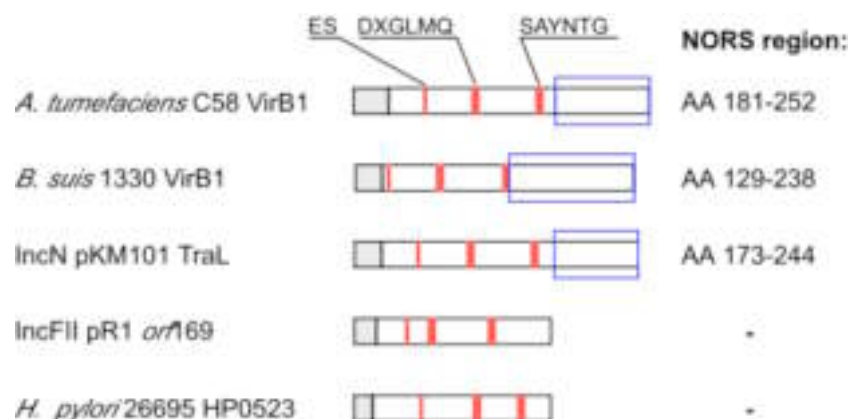 ES DXGLMQ SAYNTG NORS region:
A. tumefaciens C58 VirB1 AA 181-252
B. suis 1330 VirB1 AA 129-238
IncN pKM101 TraL AA 173-244
IncFII pR1 orf169 -
H. pylori 26695 HP0523 -